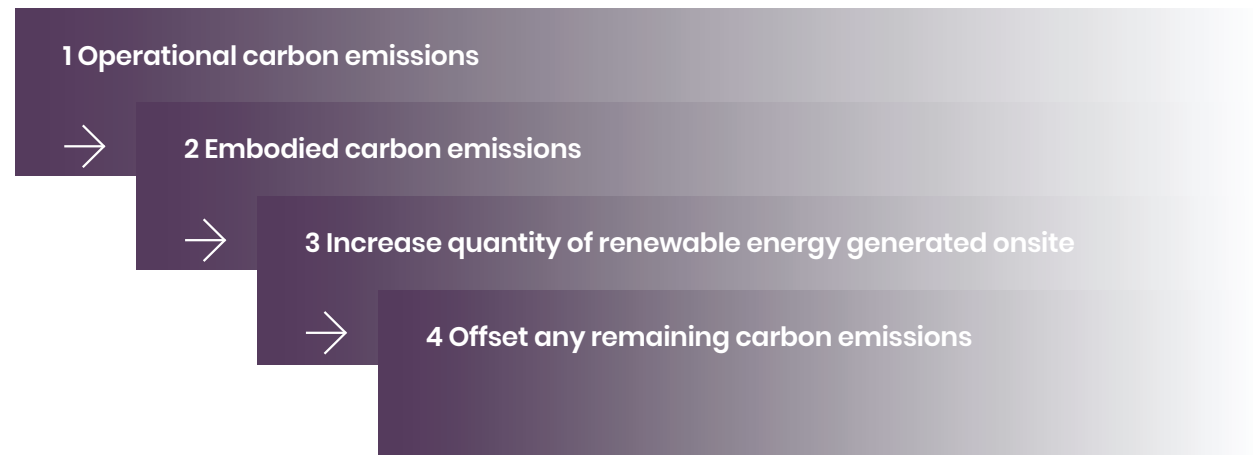 1 Operational carbon emissions
2 Embodied carbon emissions
3 Increase quantity of renewable energy generated onsite
4 Offset any remaining carbon emissions